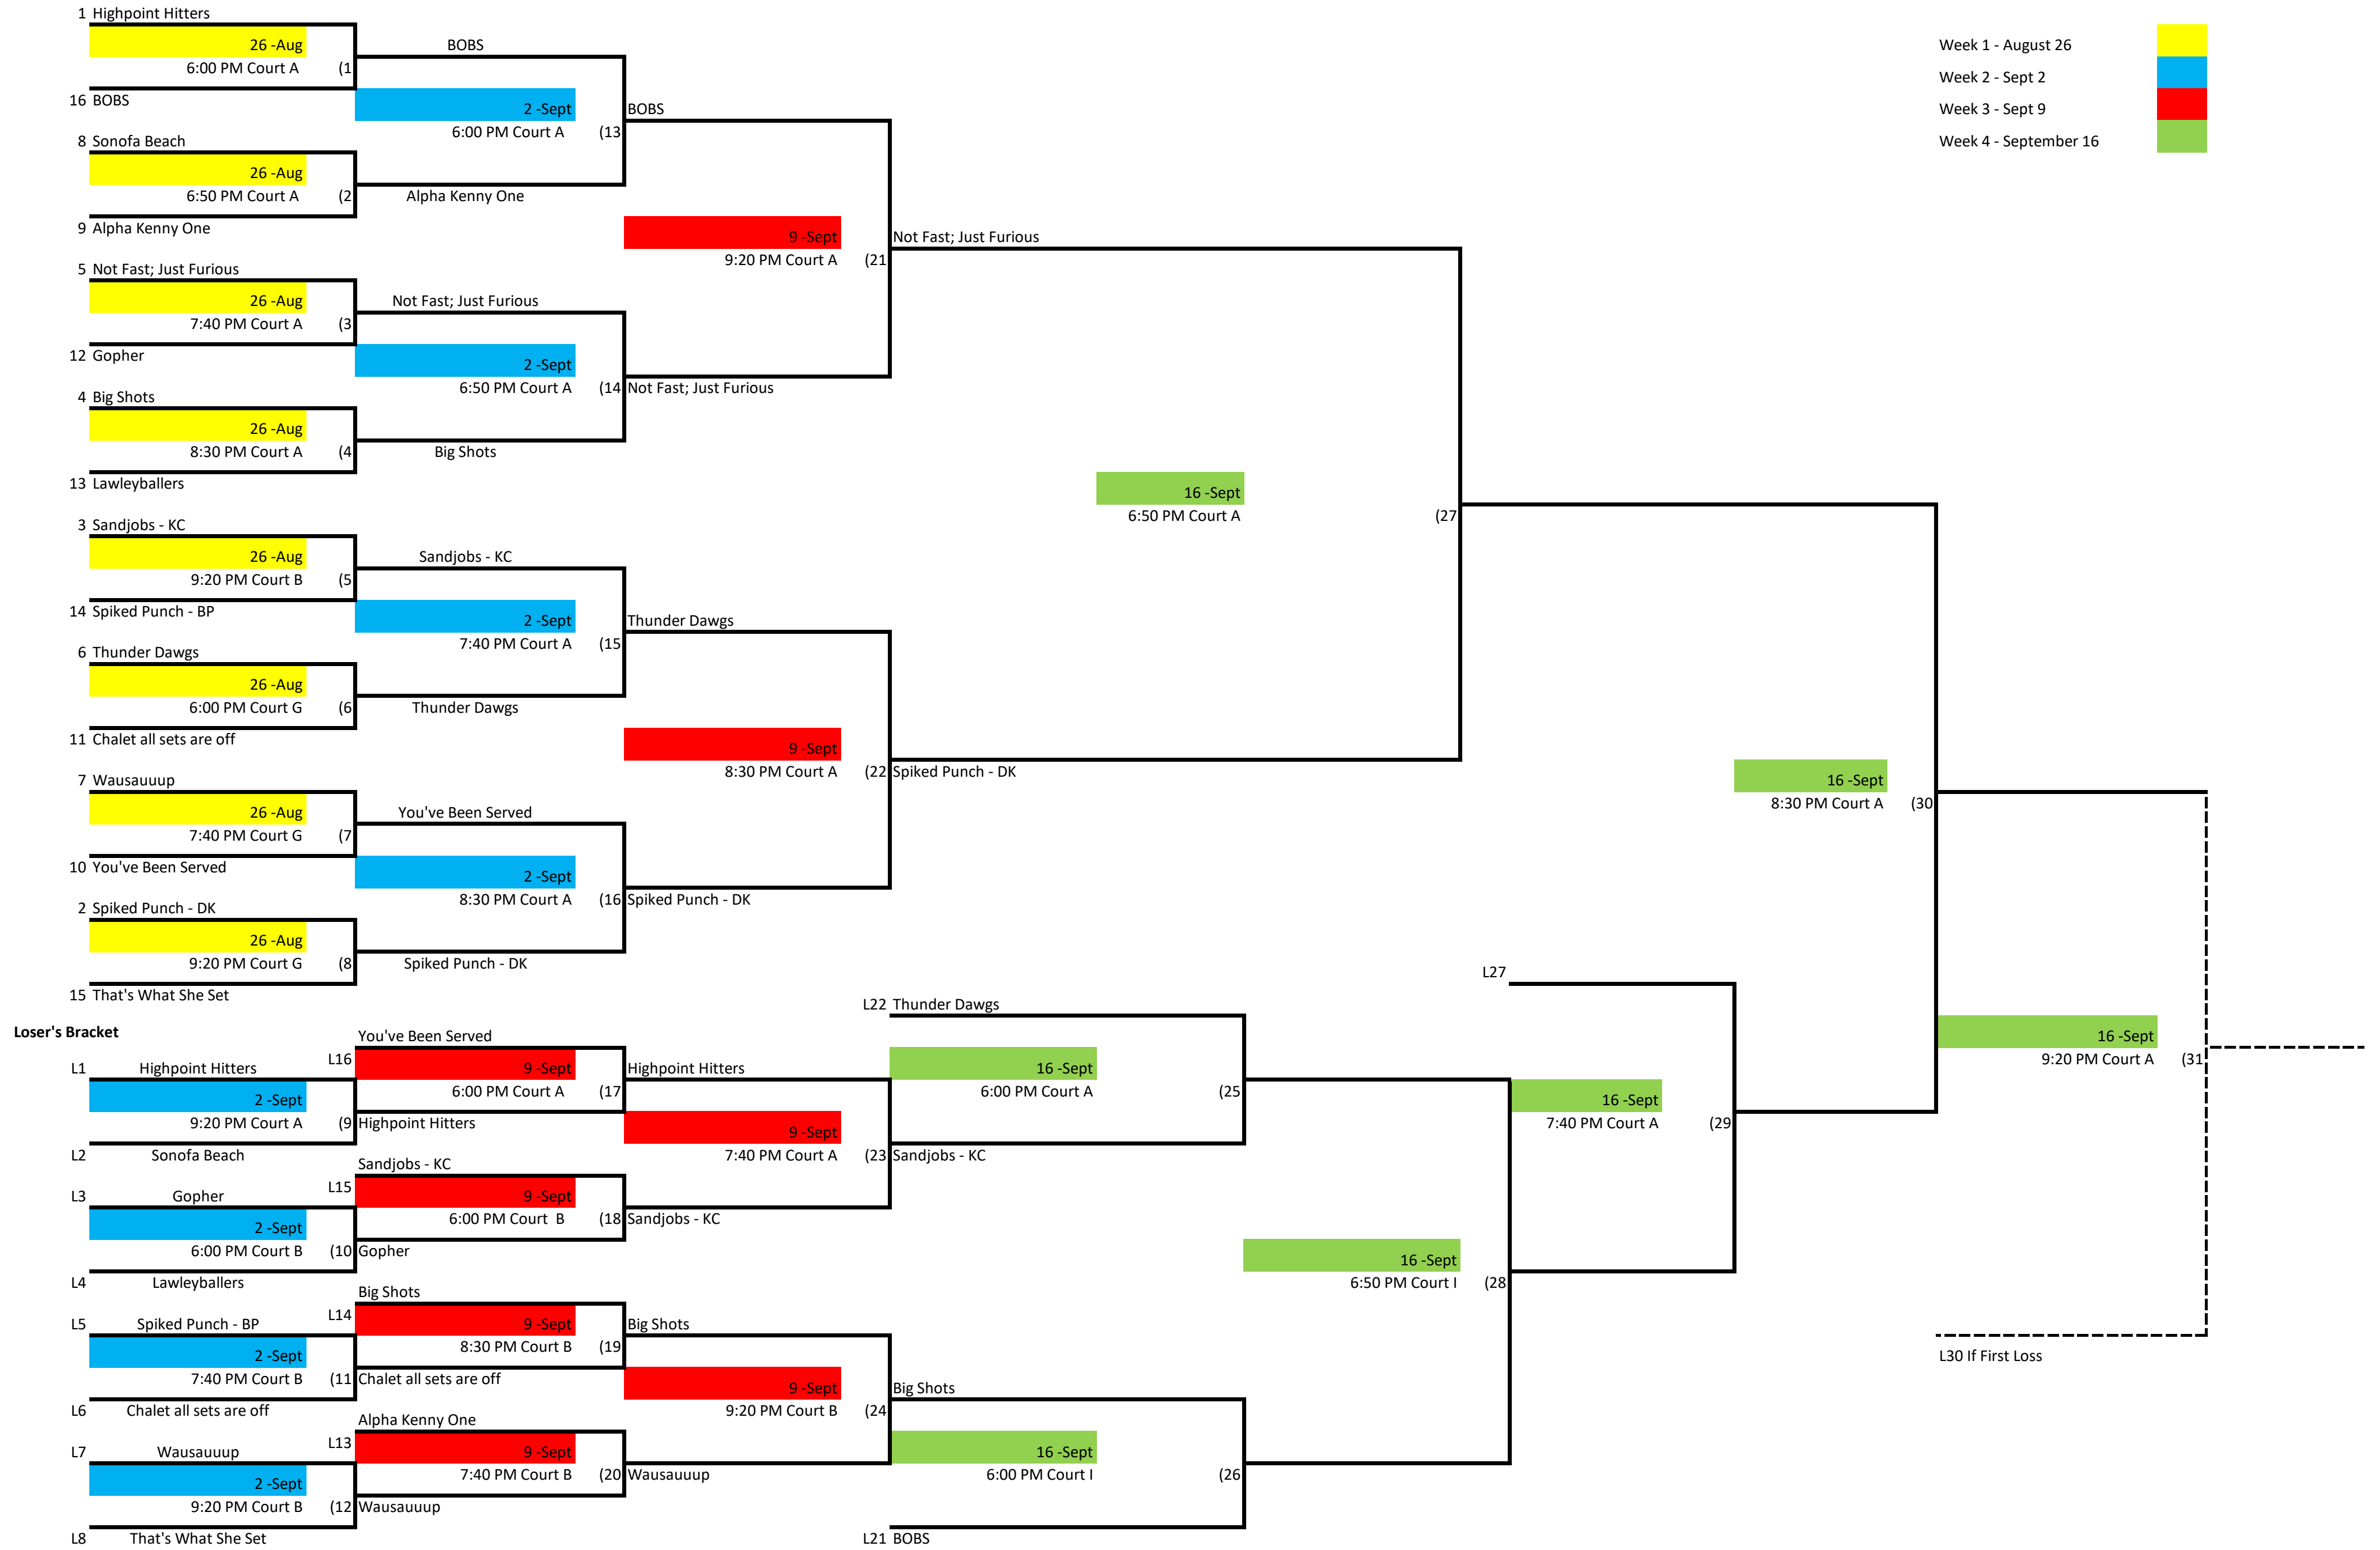 1 Highpoint Hitters
26 -Aug
6:00 PM Court A (1
16 BOBS
8 Sonofa Beach
26 -Aug
6:50 PM Court A (2
9 Alpha Kenny One
5 Not Fast; Just Furious
26 -Aug
7:40 PM Court A (3
12 Gopher
4 Big Shots
26 -Aug
8:30 PM Court A (4
13 Lawleyballers
3 Sandjobs - KC
26 -Aug
9:20 PM Court B (5
14 Spiked Punch - BP
6 Thunder Dawgs
26 -Aug
6:00 PM Court G (6
11 Chalet all sets are off
7 Wausauuup
26 -Aug
7:40 PM Court G (7
10 You've Been Served
2 Spiked Punch - DK
26 -Aug
9:20 PM Court G (8
15 That's What She Set
BOBS
2 -Sept
6:00 PM Court A (13
Alpha Kenny One
Not Fast; Just Furious
2 -Sept
6:50 PM Court A (14
Big Shots
Sandjobs - KC
2 -Sept
7:40 PM Court A (15
Thunder Dawgs
You've Been Served
2 -Sept
8:30 PM Court A (16
Spiked Punch - DK
BOBS
9 -Sept
9:20 PM Court A (21
Not Fast; Just Furious
Thunder Dawgs
9 -Sept
8:30 PM Court A (22
Spiked Punch - DK
Not Fast; Just Furious
16 -Sept
6:50 PM Court A (27
Spiked Punch - DK
16 -Sept
8:30 PM Court A (30
16 -Sept
9:20 PM Court A (31
L30 If First Loss
Week 1 - August 26
Week 2 - Sept 2
Week 3 - Sept 9
Week 4 - September 16
Loser's Bracket
L1 Highpoint Hitters
2 -Sept
9:20 PM Court A (9
L2 Sonofa Beach
L3 Gopher
2 -Sept
6:00 PM Court B (10
L4 Lawleyballers
L5 Spiked Punch - BP
2 -Sept
7:40 PM Court B (11
L6 Chalet all sets are off
L7 Wausauuup
2 -Sept
9:20 PM Court B (12
L8 That's What She Set
You've Been Served
L16
9 -Sept
6:00 PM Court A (17
Highpoint Hitters
Sandjobs - KC
L15
9 -Sept
6:00 PM Court B (18
Gopher
Big Shots
L14
9 -Sept
8:30 PM Court B (19
Chalet all sets are off
Alpha Kenny One
L13
9 -Sept
7:40 PM Court B (20
Wausauuup
Highpoint Hitters
9 -Sept
7:40 PM Court A (23
Sandjobs - KC
Big Shots
9 -Sept
9:20 PM Court B (24
Wausauuup
L22 Thunder Dawgs
16 -Sept
6:00 PM Court A (25
Sandjobs - KC
Big Shots
16 -Sept
6:00 PM Court I (26
L21 BOBS
16 -Sept
6:50 PM Court I (28
L27
16 -Sept
7:40 PM Court A (29